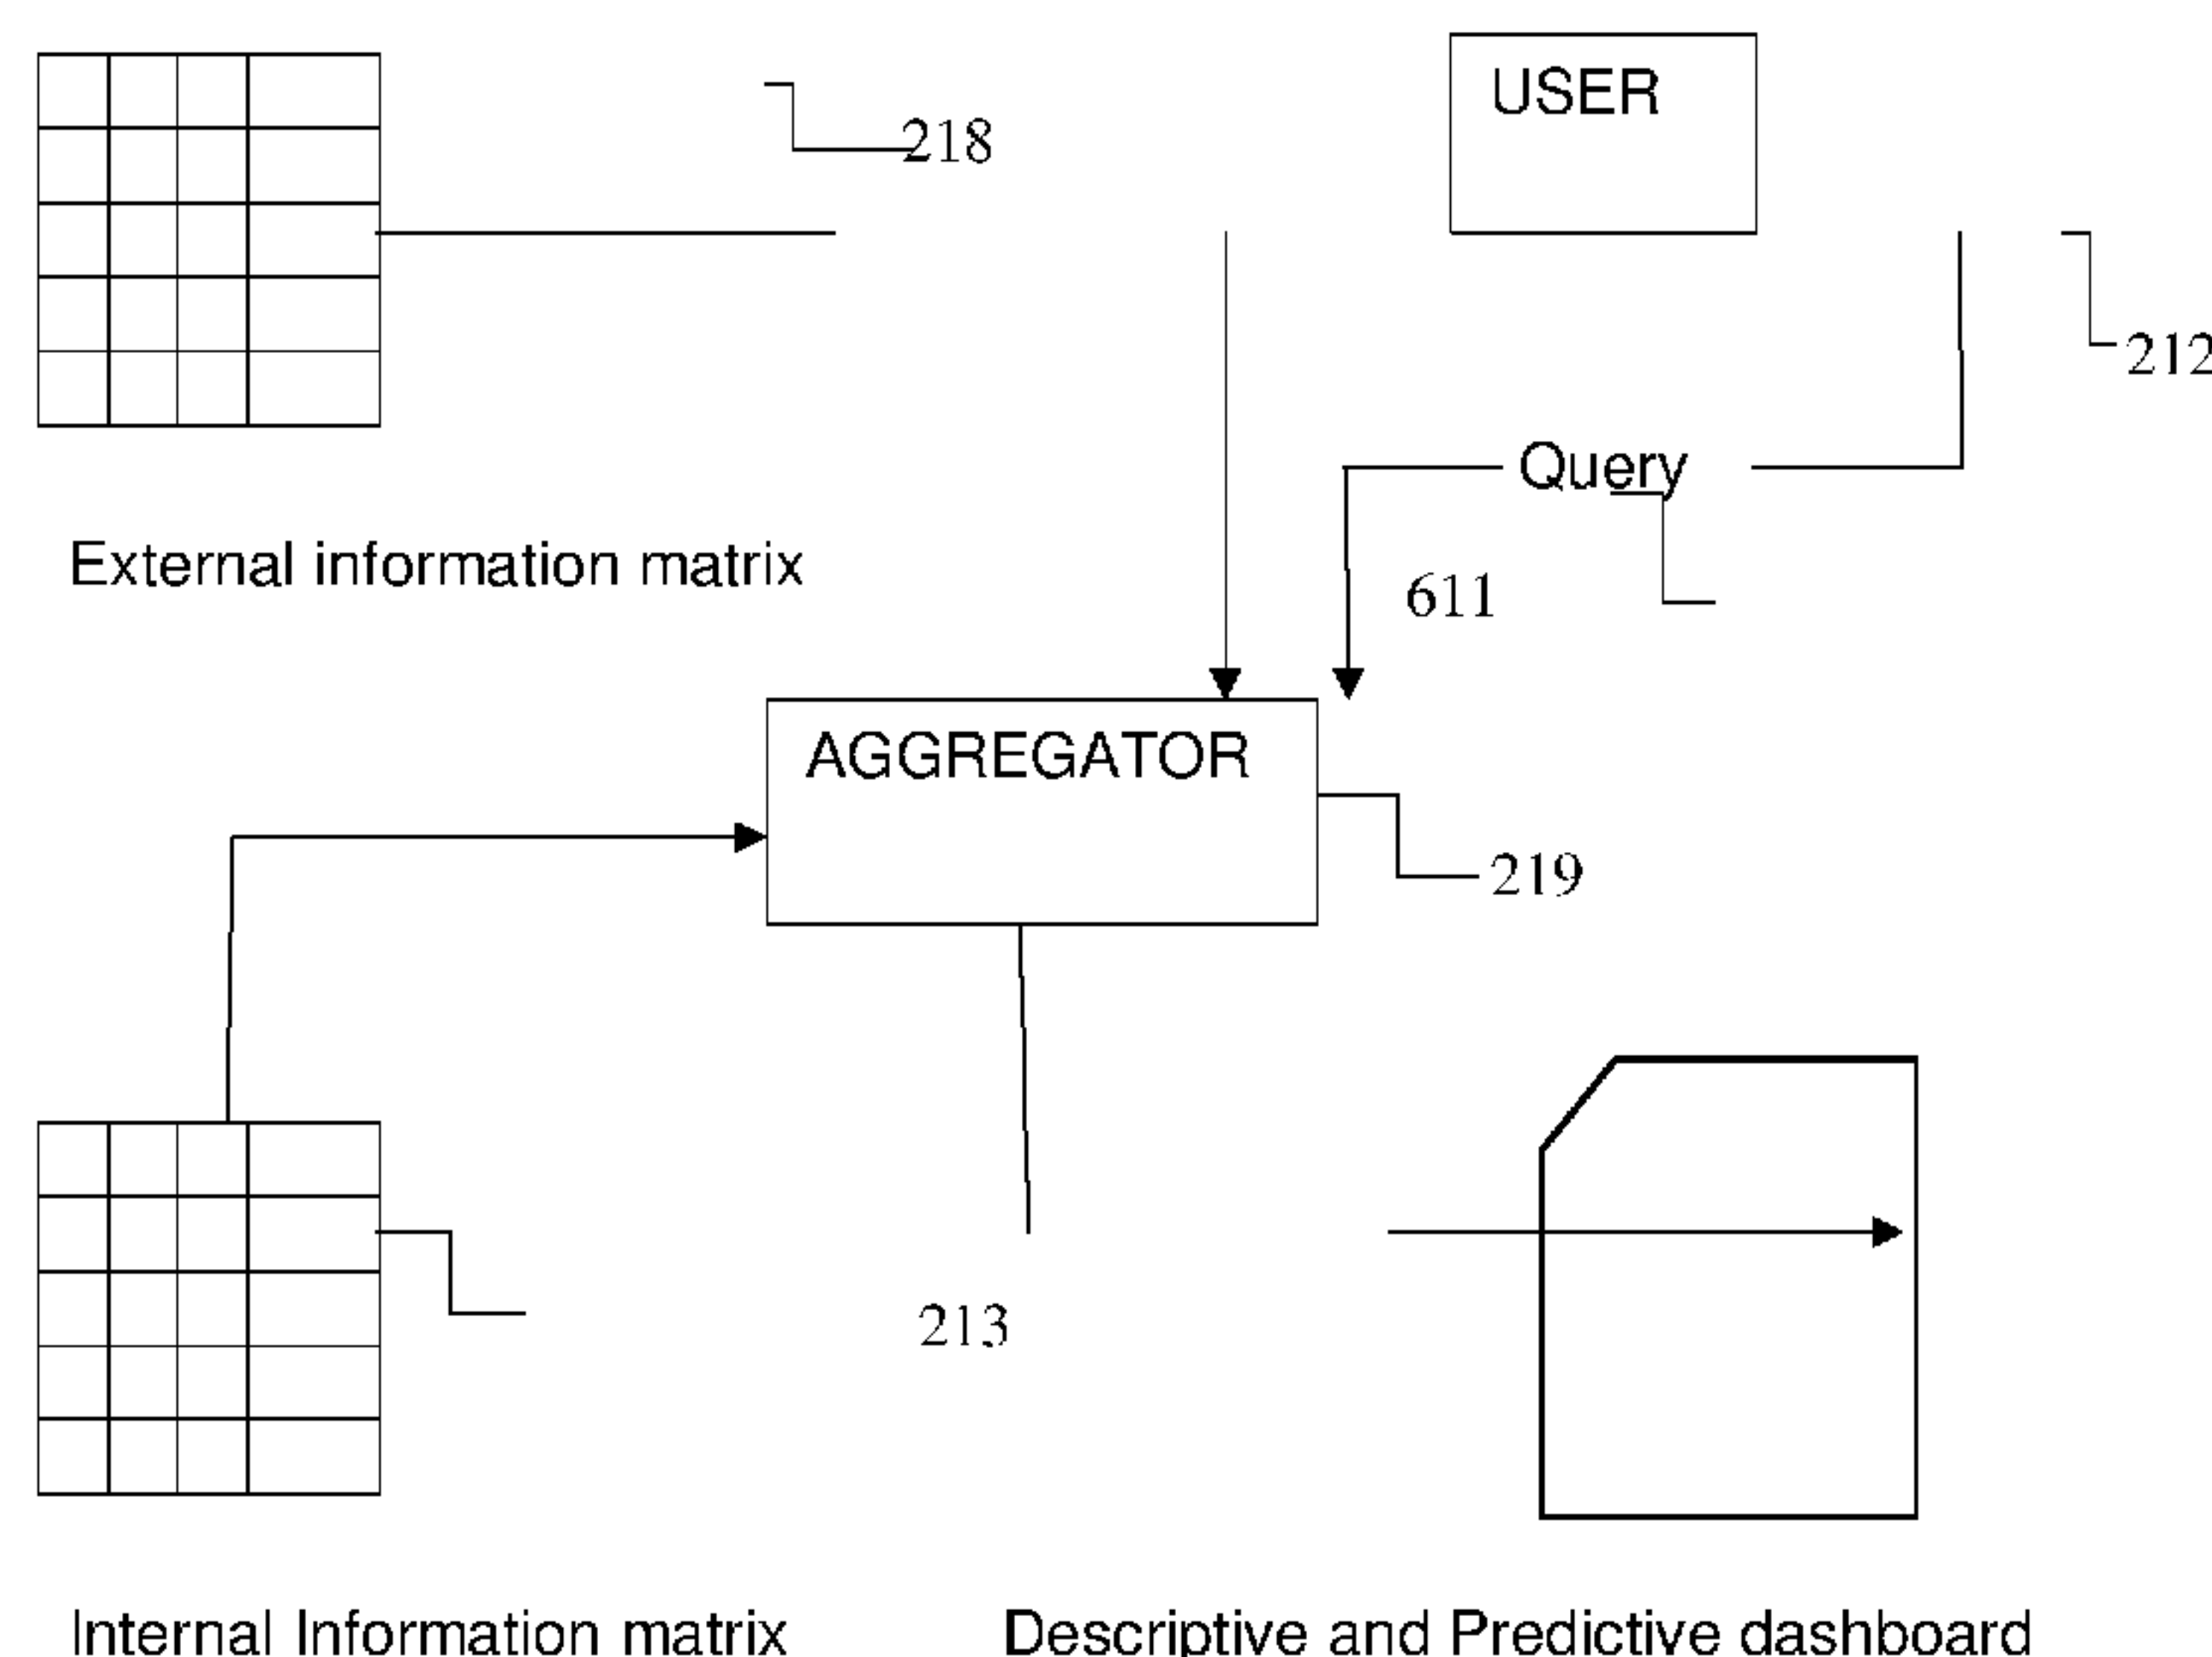 USER
218
212
Query
External information matrix
611
AGGREGATOR
219
213
Internal Information matrix
Descriptive and Predictive dashboard